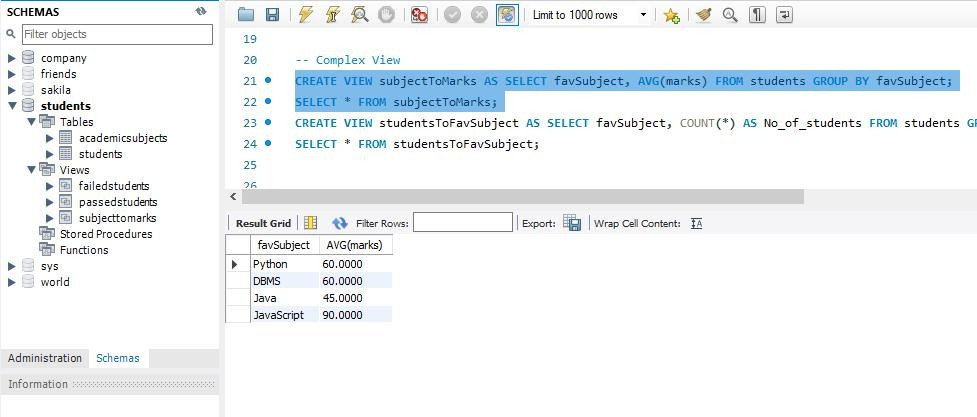 SCHEMAS
Filter objects
company
friends
sakila
students
Tables
academicsubjects
students
Views
failedstudents
passedstudents
subjecttomarks
Stored Procedures
Functions
sys
world
Administration Schemas
Information
Limit to 1000 rows
19
20 -- Complex View
21 CREATE VIEW subjectToMarks AS SELECT favSubject, AVG(marks) FROM students GROUP BY favSubject;
22 SELECT * FROM subjectToMarks;
23 CREATE VIEW studentsToFavSubject AS SELECT favSubject, COUNT(*) AS No_of_students FROM students GR
24 SELECT * FROM studentsToFavSubject;
25
26
Result Grid Filter Rows: Export: Wrap Cell Content:
favSubject AVG(marks)
Python 60.0000
DBMS 60.0000
Java 45.0000
JavaScript 90.0000